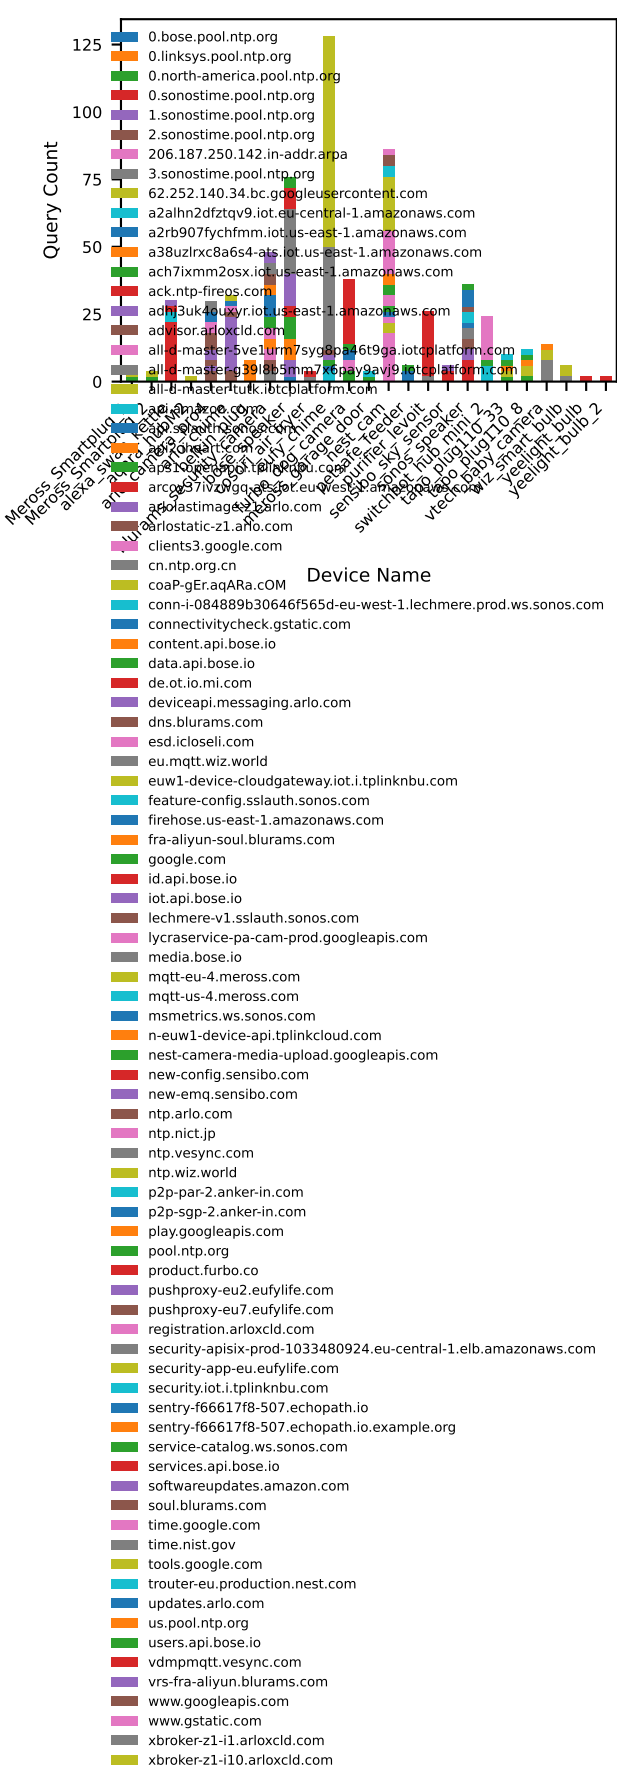 125
100
75
50
25
0
Query Count
0.bose.pool.ntp.org
0.linksys.pool.ntp.org
0.north-america.pool.ntp.org
0.sonostime.pool.ntp.org
1.sonostime.pool.ntp.org
2.sonostime.pool.ntp.org
206.187.250.142.in-addr.arpa
3.sonostime.pool.ntp.org
62.252.140.34.bc.googleusercontent.com
a2alhn2dfztqv9.iot.eu-central-1.amazonaws.com
a2rb907fychfmm.iot.us-east-1.amazonaws.com
a38uzlrxc8a6s4-ats.iot.us-east-1.amazonaws.com
ach7ixmm2osx.iot.us-east-1.amazonaws.com
ack.ntp-fireos.com
adhj3uk4ouxyr.iot.us-east-1.amazonaws.com
advisor.arloxcld.com
all-d-master-5ve1urm7syg8pa46t9ga.iotcplatform.com
all-d-master-g39l8b5mm7x6pay9avj9.iotcplatform.com
all-d-master-tutk.iotcplatform.com
api.amazon.com
api.sslauth.sonos.com
arlolastimage-z1.arlo.com
arlostatic-z1.arlo.com
clients3.google.com
cn.ntp.org.cn
coaP-gEr.aqARa.cOM
conn-i-084889b30646f565d-eu-west-1.lechmere.prod.ws.sonos.com
connectivitycheck.gstatic.com
content.api.bose.io
data.api.bose.io
de.ot.io.mi.com
deviceapi.messaging.arlo.com
dns.blurams.com
esd.icloseli.com
eu.mqtt.wiz.world
euw1-device-cloudgateway.iot.i.tplinknbu.com
feature-config.sslauth.sonos.com
firehose.us-east-1.amazonaws.com
fra-aliyun-soul.blurams.com
google.com
id.api.bose.io
iot.api.bose.io
lechmere-v1.sslauth.sonos.com
lycraservice-pa-cam-prod.googleapis.com
media.bose.io
mqtt-eu-4.meross.com
mqtt-us-4.meross.com
msmetrics.ws.sonos.com
n-euw1-device-api.tplinkcloud.com
nest-camera-media-upload.googleapis.com
new-config.sensibo.com
new-emq.sensibo.com
ntp.arlo.com
ntp.nict.jp
ntp.vesync.com
ntp.wiz.world
p2p-par-2.anker-in.com
p2p-sgp-2.anker-in.com
play.googleapis.com
pool.ntp.org
product.furbo.co
pushproxy-eu2.eufylife.com
pushproxy-eu7.eufylife.com
registration.arloxcld.com
security-apisix-prod-1033480924.eu-central-1.elb.amazonaws.com
security-app-eu.eufylife.com
security.iot.i.tplinknbu.com
sentry-f66617f8-507.echopath.io
sentry-f66617f8-507.echopath.io.example.org
service-catalog.ws.sonos.com
services.api.bose.io
softwareupdates.amazon.com
soul.blurams.com
time.google.com
time.nist.gov
tools.google.com
trouter-eu.production.nest.com
updates.arlo.com
us.pool.ntp.org
users.api.bose.io
vdmpmqtt.vesync.com
vrs-fra-aliyun.blurams.com
www.googleapis.com
www.gstatic.com
xbroker-z1-i1.arloxcld.com
xbroker-z1-i10.arloxcld.com
nest_cam
petsafe_feeder
purifier_levoit
sensibo_sky_sensor
sonos_speaker
switchbot_hub_mini_2
vtech_baby_camera
wiz_smart_bulb
yeelight_bulb
yeelight_bulb_2
Device Name